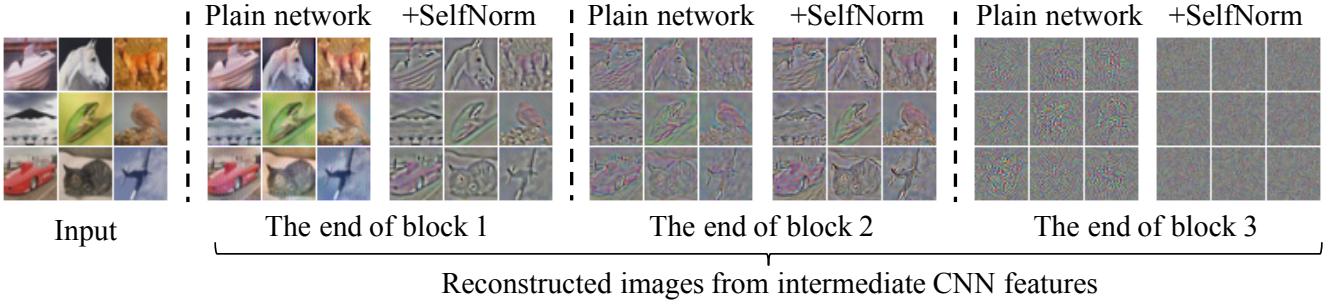 Plain network +SelfNorm Plain network +SelfNorm Plain network +SelfNorm
Input
The end of block 1 The end of block 2 The end of block 3
Reconstructed images from intermediate CNN features